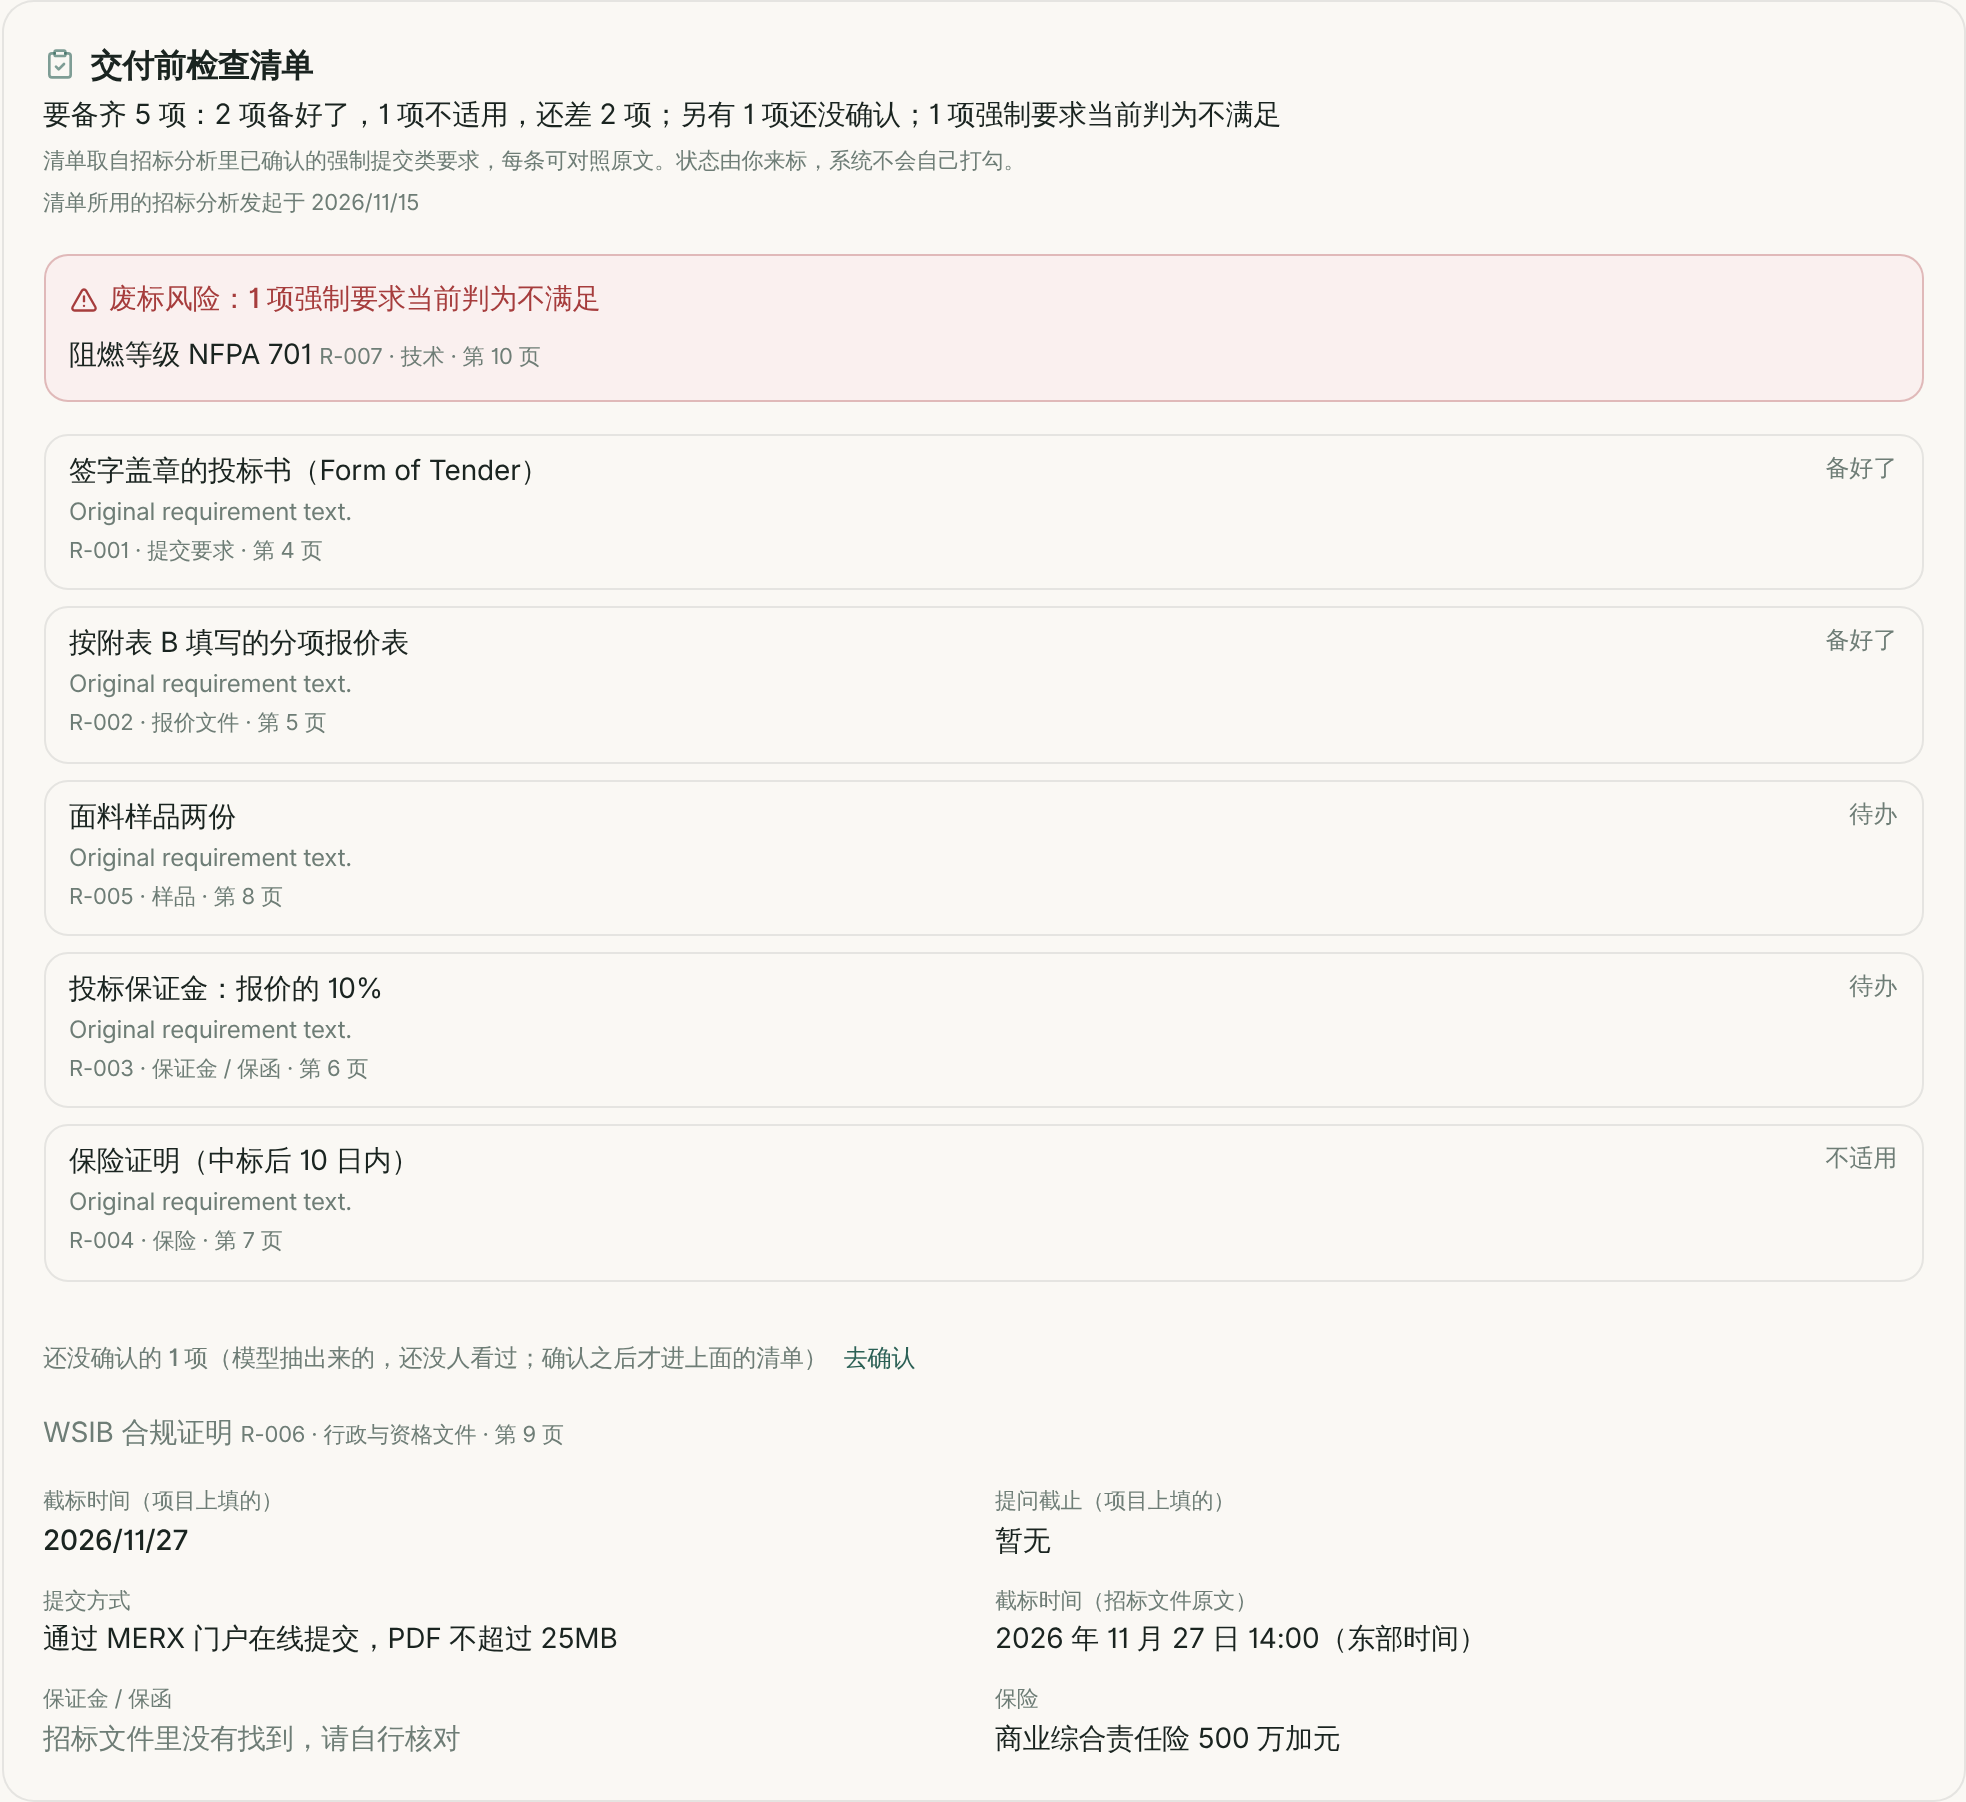 交付前检查清单
要备齐 5 项：2 项备好了，1 项不适用，还差 2 项；另有 1 项还没确认；1 项强制要求当前判为不满足
清单取自招标分析里已确认的强制提交类要求，每条可对照原文。状态由你来标，系统不会自己打勾。
清单所用的招标分析发起于 2026/11/15
废标风险：1 项强制要求当前判为不满足
阻燃等级 NFPA 701 R-007 · 技术 · 第 10 页
签字盖章的投标书（Form of Tender） 备好了
Original requirement text.
R-001 · 提交要求 · 第 4 页
按附表 B 填写的分项报价表 备好了
Original requirement text.
R-002 · 报价文件 · 第 5 页
面料样品两份 待办
Original requirement text.
R-005 · 样品 · 第 8 页
投标保证金：报价的 10% 待办
Original requirement text.
R-003 · 保证金 / 保函 · 第 6 页
保险证明（中标后 10 日内） 不适用
Original requirement text.
R-004 · 保险 · 第 7 页
还没确认的 1 项（模型抽出来的，还没人看过；确认之后才进上面的清单） 去确认
WSIB 合规证明 R-006 · 行政与资格文件 · 第 9 页
截标时间（项目上填的） 提问截止（项目上填的）
2026/11/27 暂无
提交方式 截标时间（招标文件原文）
通过 MERX 门户在线提交，PDF 不超过 25MB 2026 年 11 月 27 日 14:00（东部时间）
保证金 / 保函 保险
招标文件里没有找到，请自行核对 商业综合责任险 500 万加元